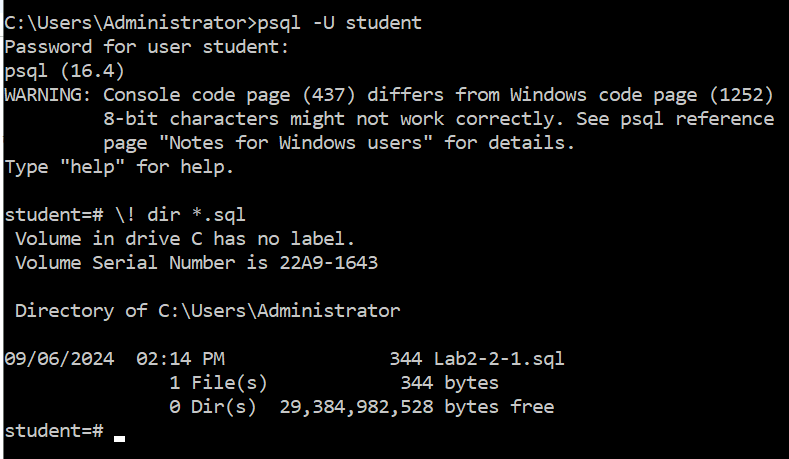 C:\Users\Administrator>psql -U student
Password for user student:
psql (16.4)
WARNING: Console code page (437) differs from Windows code page (1252)
         8-bit characters might not work correctly. See psql reference
         page "Notes for Windows users" for details.
Type "help" for help.

student=# \! dir *.sql
 Volume in drive C has no label.
 Volume Serial Number is 22A9-1643

 Directory of C:\Users\Administrator

09/06/2024  02:14 PM               344 Lab2-2-1.sql
               1 File(s)            344 bytes
               0 Dir(s)  29,384,982,528 bytes free
student=#